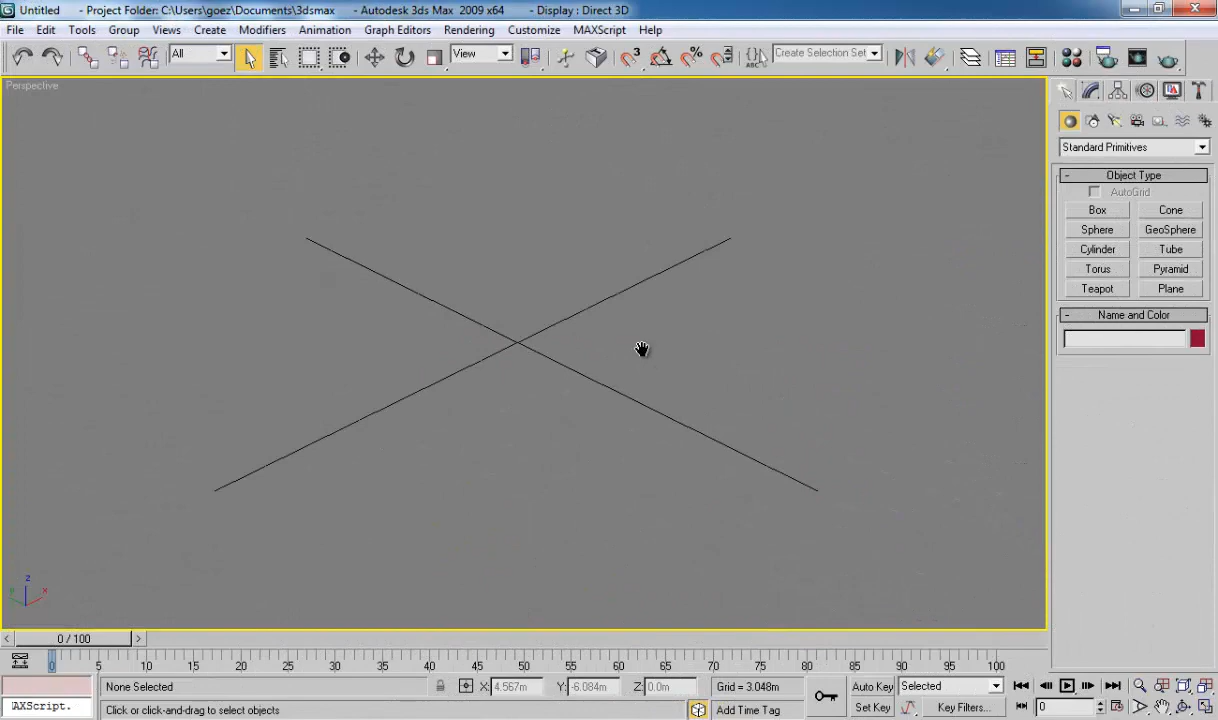 Untitled - Project Folder: C:\Users\goez\Documents\3dsmax - Autodesk 3ds Max 2009 x64 - Display : Direct 3D
File Edit Tools Group Views Create Modifiers Animation Graph Editors Rendering Customize MAXScript Help
All View 3 % ABC Create Selection Set
Perspective
Standard Primitives
- Object Type
AutoGrid
Box Cone
Sphere GeoSphere
Cylinder Tube
Torus Pyramid
Teapot Plane
- Name and Color
z
x
< 0 / 100 >
0 5 10 15 20 25 30 35 40 45 50 55 60 65 70 75 80 85 90 95 100
None Selected X: 4.567m Y: -6.084m Z: 0.0m Grid = 3.048m Auto Key Selected
AXScript. Click or click-and-drag to select objects Add Time Tag Set Key Key Filters... 0